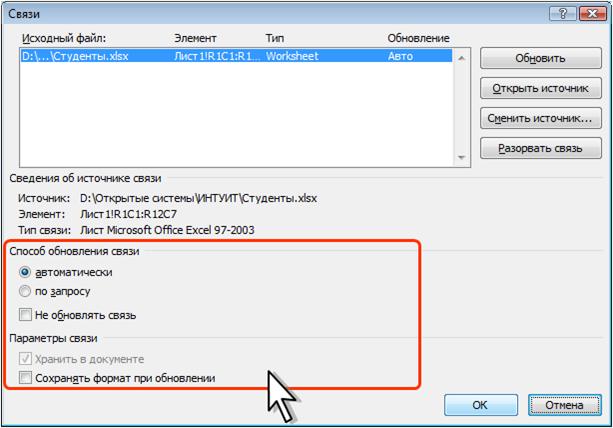 Связи
Исходный файл: Элемент Тип Обновление
D:\...\Студенты.xlsx Лист1!R1C1:R1... Worksheet Авто
Обновить
Открыть источник
Сменить источник...
Разорвать связь
Сведения об источнике связи
Источник: D:\Открытые системы\ИНТУИТ\Студенты.xlsx
Элемент: Лист1!R1C1:R12C7
Тип связи: Лист Microsoft Office Excel 97-2003
Способ обновления связи
автоматически
по запросу
Не обновлять связь
Параметры связи
Хранить в документе
Сохранять формат при обновлении
ОК Отмена